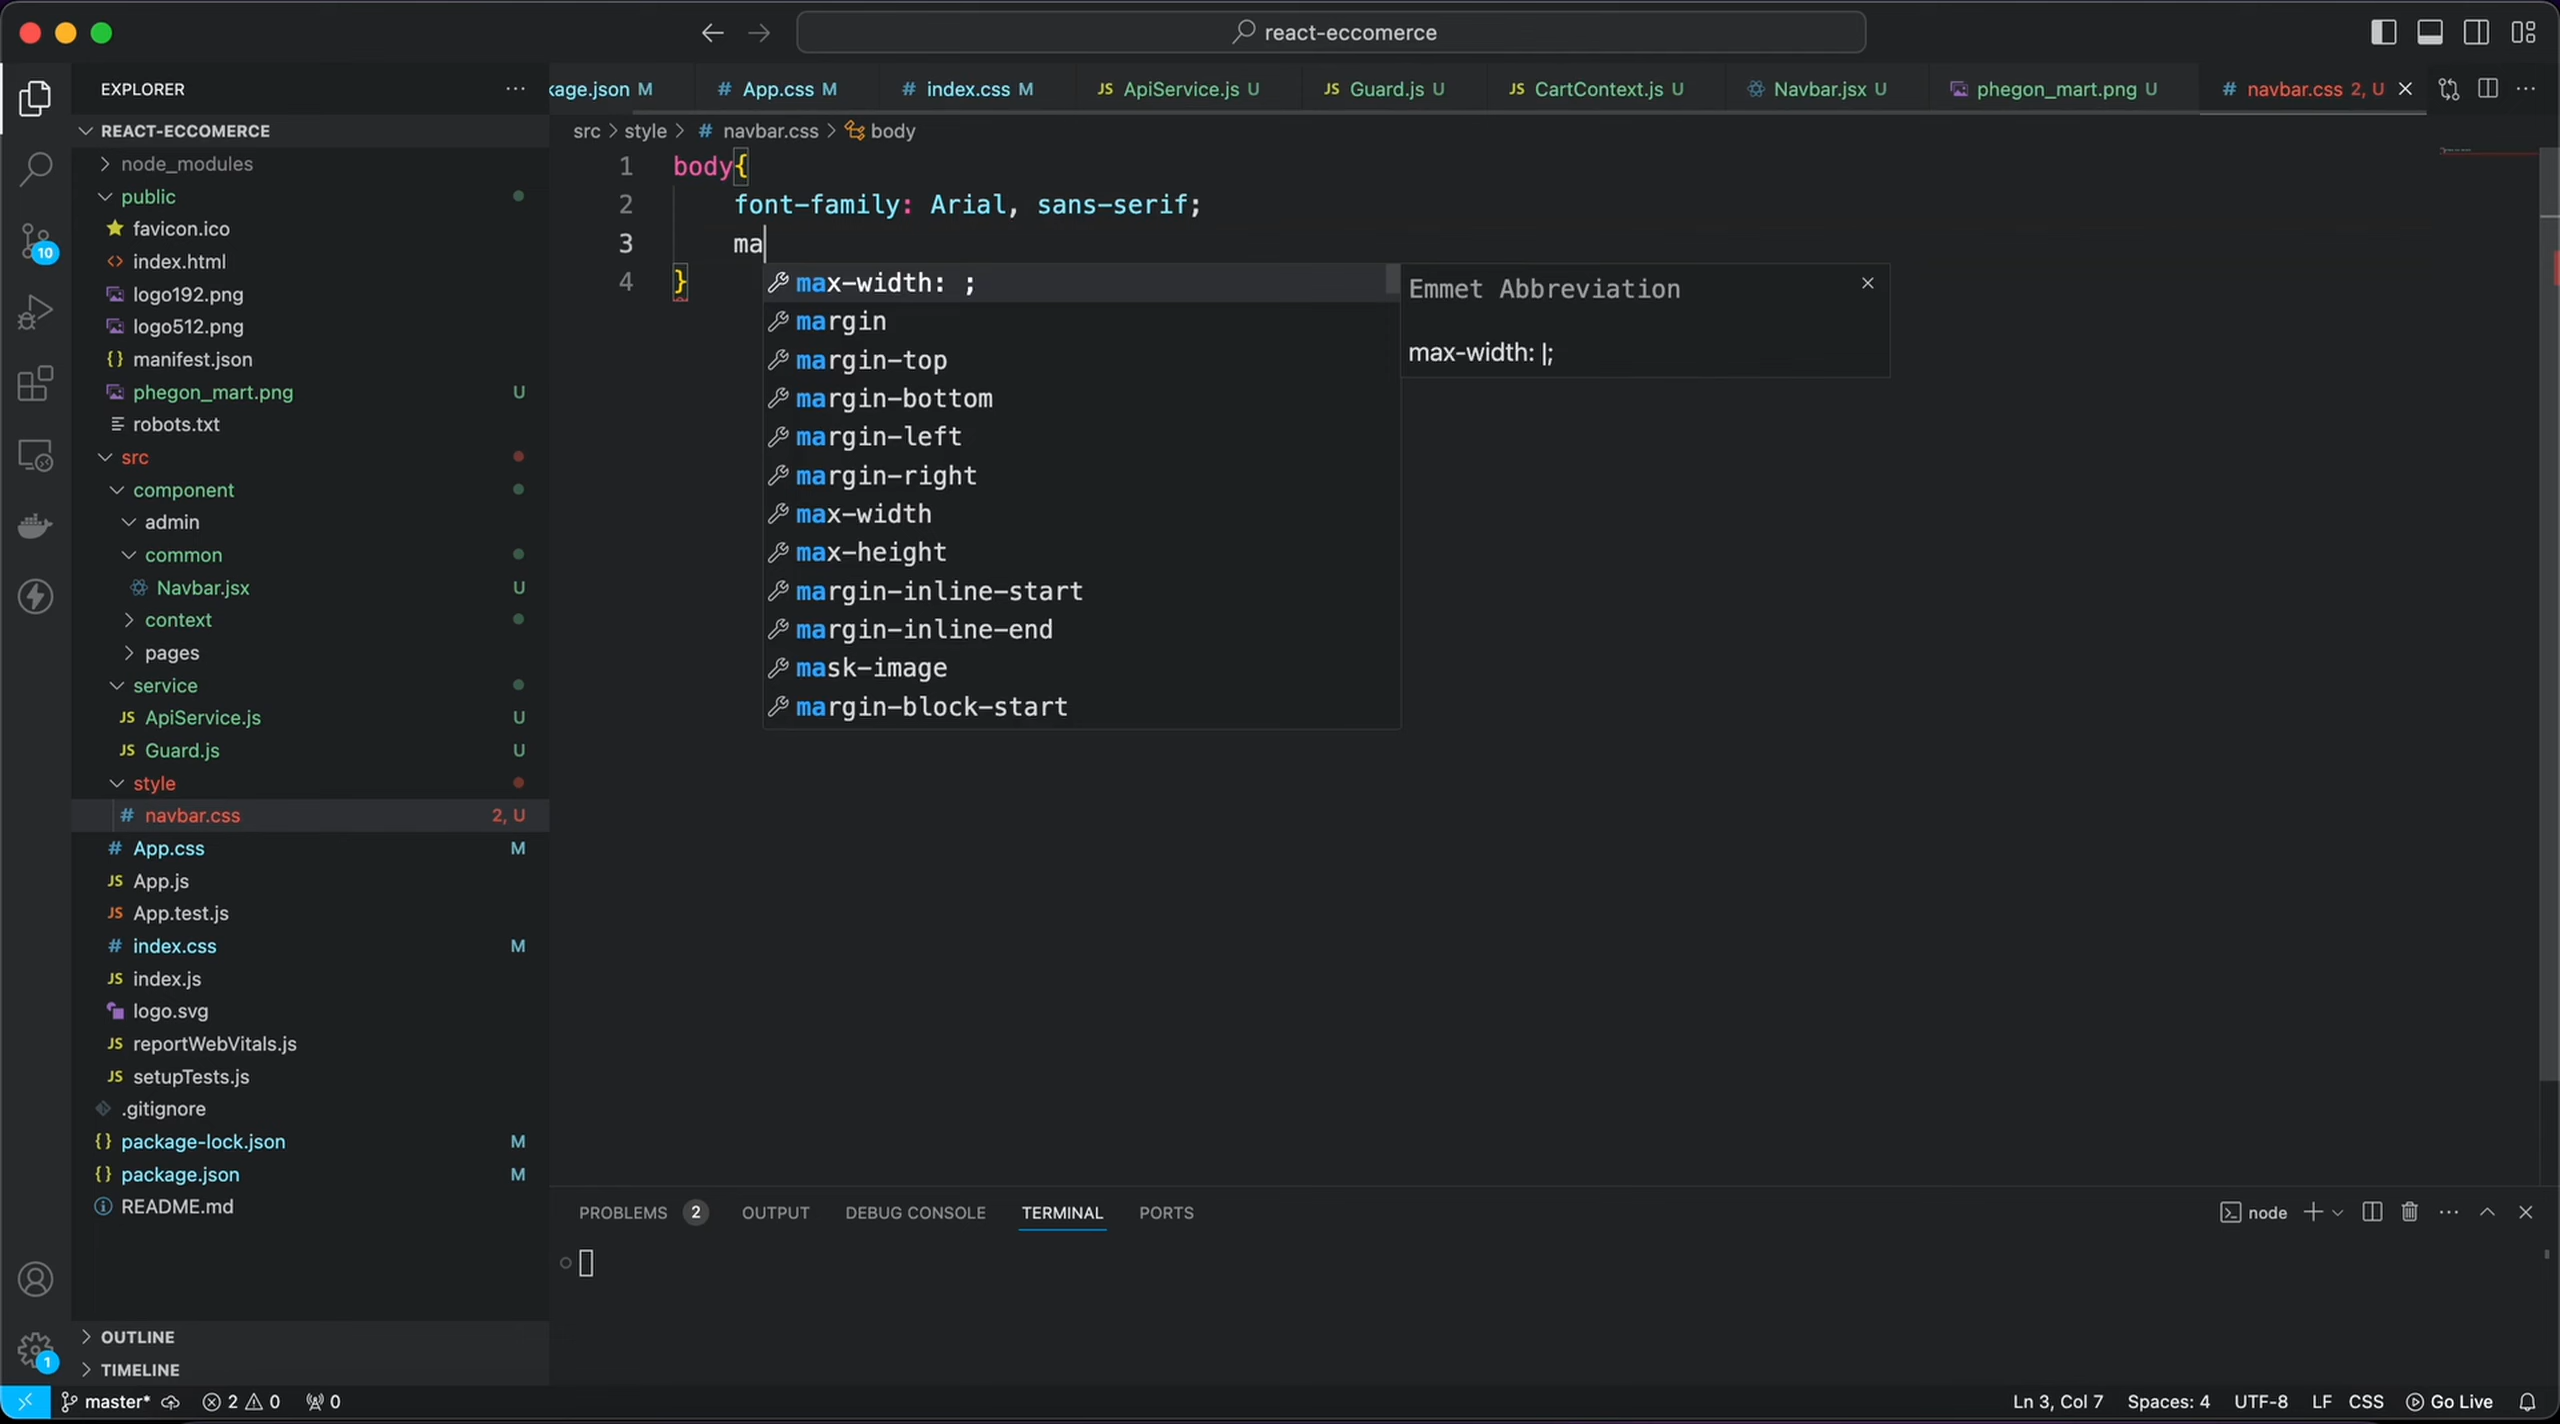 react-eccomerce
EXPLORER
kage.json M
# App.css M
# index.css M
JS ApiService.js U
JS Guard.js U
JS CartContext.js U
Navbar.jsx U
phegon_mart.png U
# navbar.css 2, U
REACT-ECCOMERCE
src > style > # navbar.css > body
node_modules
public
favicon.ico
<> index.html
logo192.png
logo512.png
{} manifest.json
phegon_mart.png U
robots.txt
src
component
admin
common
Navbar.jsx U
context
pages
service
JS ApiService.js U
JS Guard.js U
style
# navbar.css 2, U
# App.css M
JS App.js
JS App.test.js
# index.css M
JS index.js
logo.svg
JS reportWebVitals.js
JS setupTests.js
.gitignore
{} package-lock.json M
{} package.json M
README.md
OUTLINE
TIMELINE
10
1
1 body{
2 font-family: Arial, sans-serif;
3 ma
4 }
max-width: ;
margin
margin-top
margin-bottom
margin-left
margin-right
max-width
max-height
margin-inline-start
margin-inline-end
mask-image
margin-block-start
Emmet Abbreviation
max-width: |;
PROBLEMS 2 OUTPUT DEBUG CONSOLE TERMINAL PORTS
node
master* 2 0 0
Ln 3, Col 7 Spaces: 4 UTF-8 LF CSS Go Live